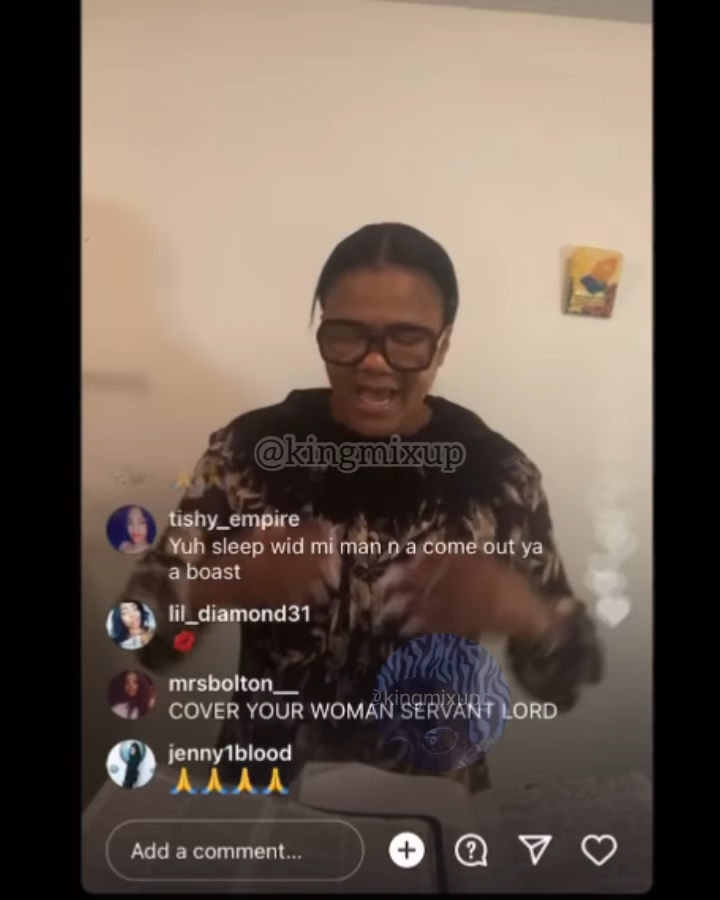 @kingmixup
tishy_empire
Yuh sleep wid mi man n a come out ya
a boast
lil_diamond31
💋
mrsbolton__
@kingmixup
COVER YOUR WOMAN SERVANT LORD
jenny1blood
🙏🙏🙏🙏
Add a comment...